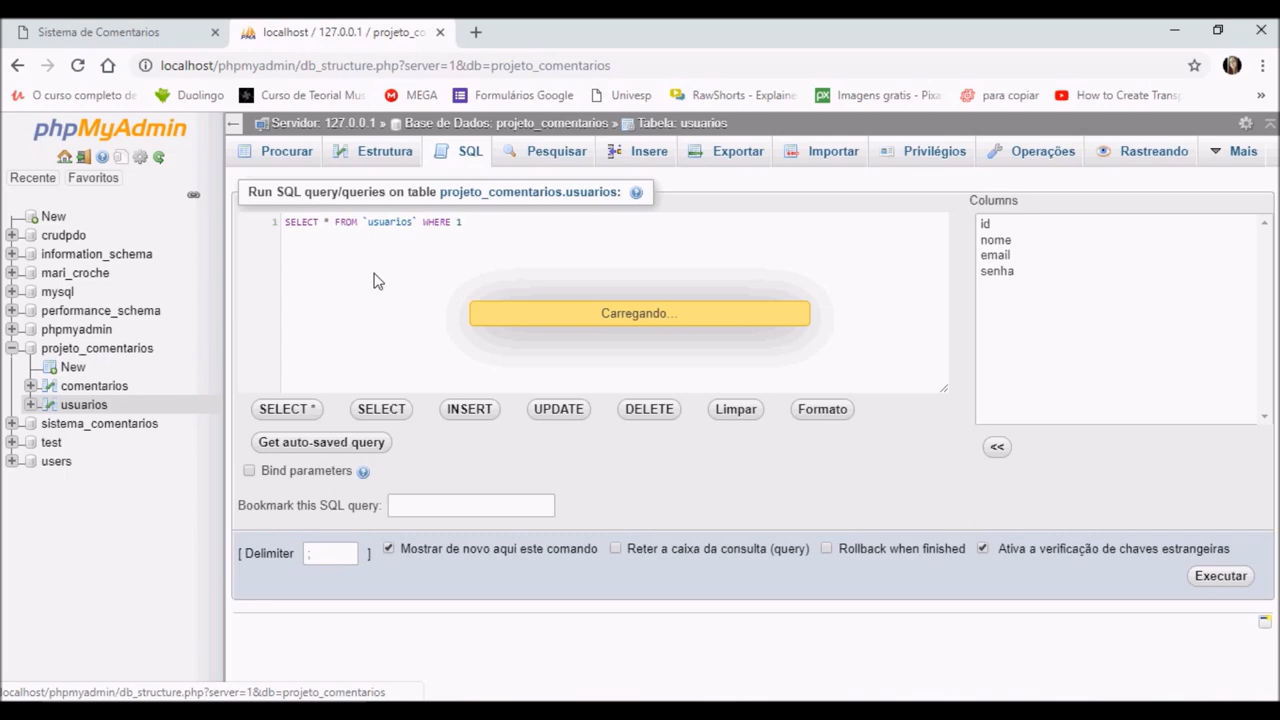 Sistema de Comentarios
localhost / 127.0.0.1 / projeto_co
localhost/phpmyadmin/db_structure.php?server=1&db=projeto_comentarios
O curso completo de
Duolingo
Curso de Teorial Mus
MEGA
Formulários Google
Univesp
RawShorts - Explaine
Imagens gratis - Pixa
para copiar
How to Create Transp
»
phpMyAdmin
Recente Favoritos
New
crudpdo
information_schema
mari_croche
mysql
performance_schema
phpmyadmin
projeto_comentarios
New
comentarios
usuarios
sistema_comentarios
test
users
Servidor: 127.0.0.1 » Base de Dados: projeto_comentarios » Tabela: usuarios
Procurar Estrutura SQL Pesquisar Insere Exportar Importar Privilégios Operações Rastreando Mais
Run SQL query/queries on table projeto_comentarios.usuarios:
1 SELECT * FROM `usuarios` WHERE 1
Carregando...
Columns
id
nome
email
senha
SELECT * SELECT INSERT UPDATE DELETE Limpar Formato
<<
Get auto-saved query
Bind parameters
Bookmark this SQL query:
[ Delimiter ; ] Mostrar de novo aqui este comando Reter a caixa da consulta (query) Rollback when finished Ativa a verificação de chaves estrangeiras
Executar
localhost/phpmyadmin/db_structure.php?server=1&db=projeto_comentarios